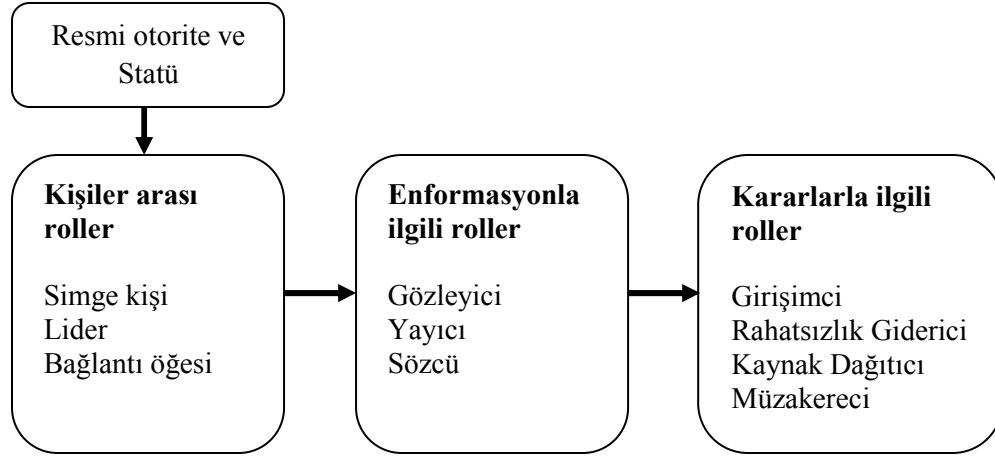 Resmi otorite ve
Statü
Kişiler arası
roller
Simge kişi
Lider
Bağlantı öğesi
Enformasyonla
ilgili roller
Gözleyici
Yayıcı
Sözcü
Kararlarla ilgili
roller
Girişimci
Rahatsızlık Giderici
Kaynak Dağıtıcı
Müzakereci